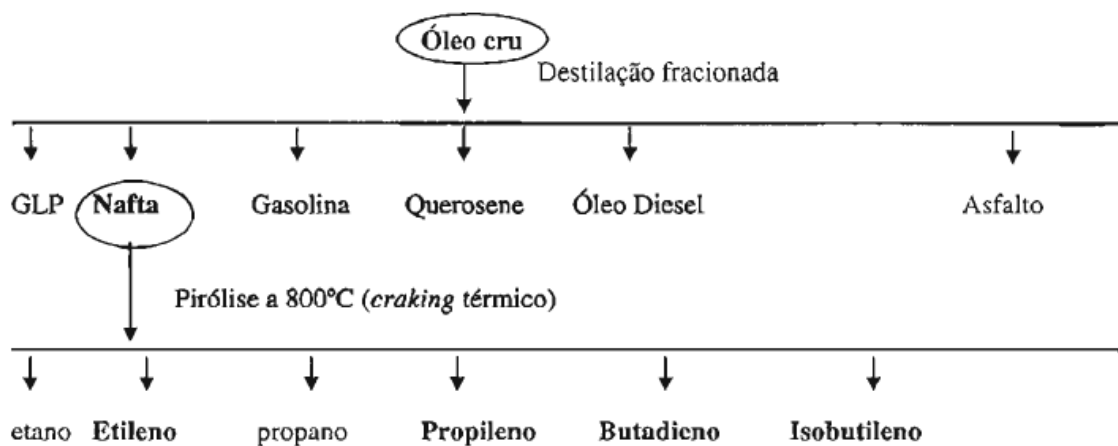 Óleo cru
Destilação fracionada
GLP Nafta Gasolina Querosene Óleo Diesel Asfalto
Pirólise a 800ºC (craking térmico)
etano Etileno propano Propileno Butadieno Isobutileno